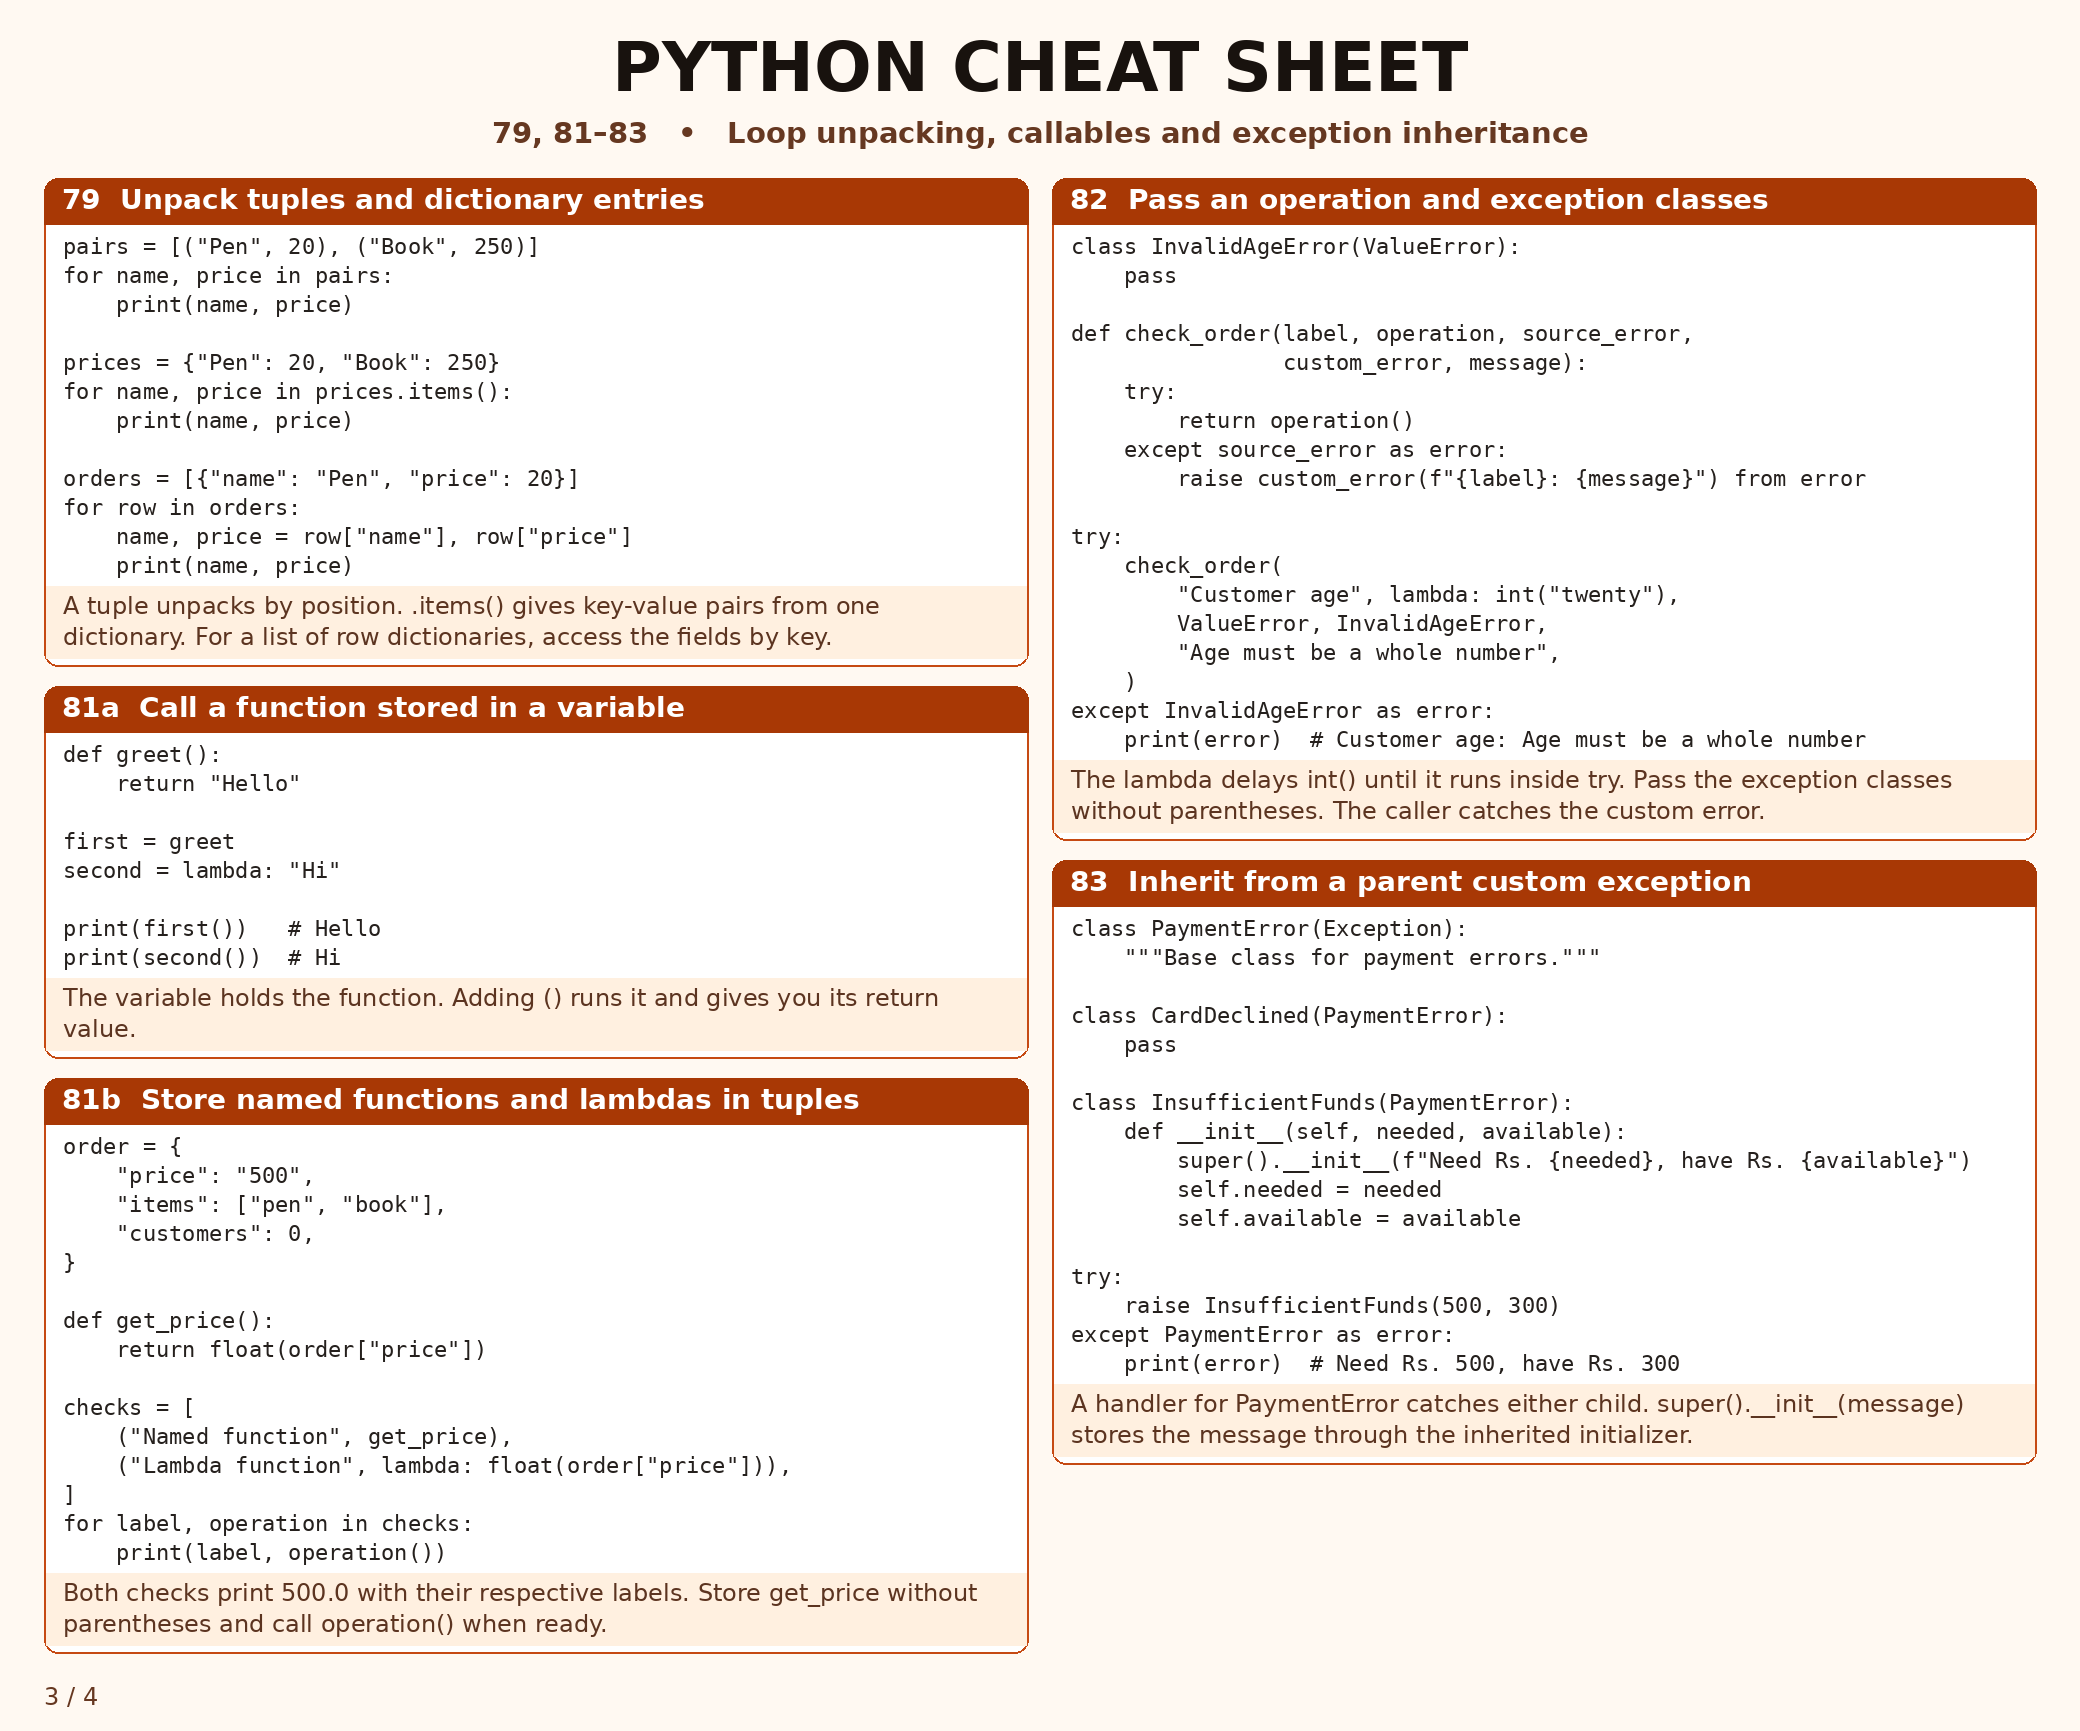 PYTHON CHEAT SHEET
79, 81–83 • Loop unpacking, callables and exception inheritance
79 Unpack tuples and dictionary entries
pairs = [("Pen", 20), ("Book", 250)]
for name, price in pairs:
    print(name, price)

prices = {"Pen": 20, "Book": 250}
for name, price in prices.items():
    print(name, price)

orders = [{"name": "Pen", "price": 20}]
for row in orders:
    name, price = row["name"], row["price"]
    print(name, price)
A tuple unpacks by position. .items() gives key-value pairs from one
dictionary. For a list of row dictionaries, access the fields by key.
81a Call a function stored in a variable
def greet():
    return "Hello"

first = greet
second = lambda: "Hi"

print(first())   # Hello
print(second())  # Hi
The variable holds the function. Adding () runs it and gives you its return
value.
81b Store named functions and lambdas in tuples
order = {
    "price": "500",
    "items": ["pen", "book"],
    "customers": 0,
}

def get_price():
    return float(order["price"])

checks = [
    ("Named function", get_price),
    ("Lambda function", lambda: float(order["price"])),
]
for label, operation in checks:
    print(label, operation())
Both checks print 500.0 with their respective labels. Store get_price without
parentheses and call operation() when ready.
82 Pass an operation and exception classes
class InvalidAgeError(ValueError):
    pass

def check_order(label, operation, source_error,
                custom_error, message):
    try:
        return operation()
    except source_error as error:
        raise custom_error(f"{label}: {message}") from error

try:
    check_order(
        "Customer age", lambda: int("twenty"),
        ValueError, InvalidAgeError,
        "Age must be a whole number",
    )
except InvalidAgeError as error:
    print(error)  # Customer age: Age must be a whole number
The lambda delays int() until it runs inside try. Pass the exception classes
without parentheses. The caller catches the custom error.
83 Inherit from a parent custom exception
class PaymentError(Exception):
    """Base class for payment errors."""

class CardDeclined(PaymentError):
    pass

class InsufficientFunds(PaymentError):
    def __init__(self, needed, available):
        super().__init__(f"Need Rs. {needed}, have Rs. {available}")
        self.needed = needed
        self.available = available

try:
    raise InsufficientFunds(500, 300)
except PaymentError as error:
    print(error)  # Need Rs. 500, have Rs. 300
A handler for PaymentError catches either child. super().__init__(message)
stores the message through the inherited initializer.
3 / 4